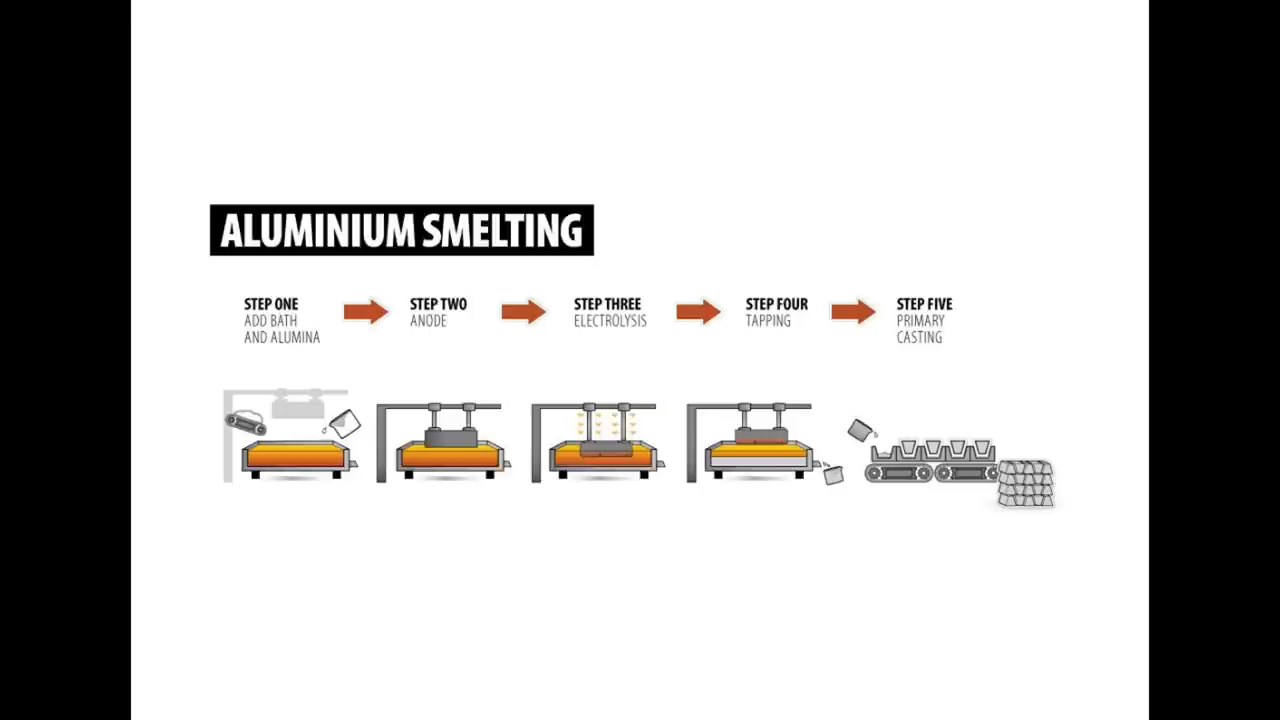 ALUMINIUM SMELTING
STEP ONE
ADD BATH
AND ALUMINA
STEP TWO
ANODE
STEP THREE
ELECTROLYSIS
STEP FOUR
TAPPING
STEP FIVE
PRIMARY
CASTING